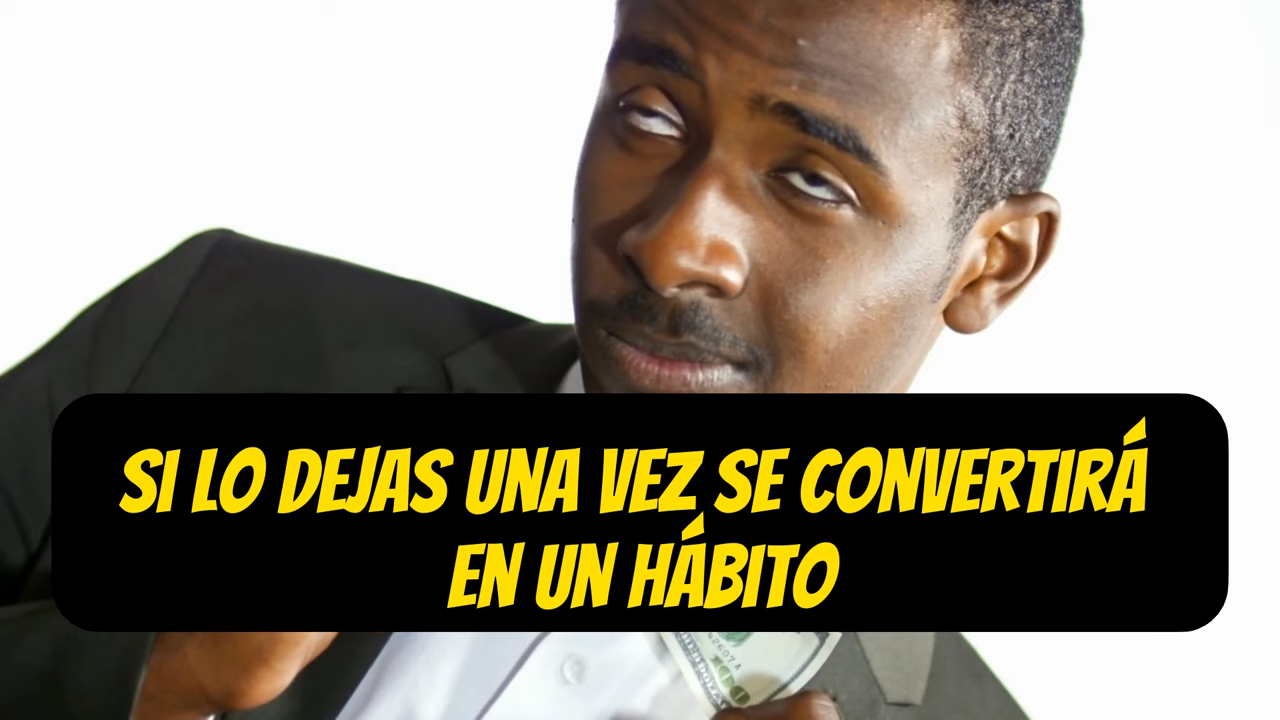 SI LO DEJAS UNA VEZ SE CONVERTIRÁ
EN UN HÁBITO